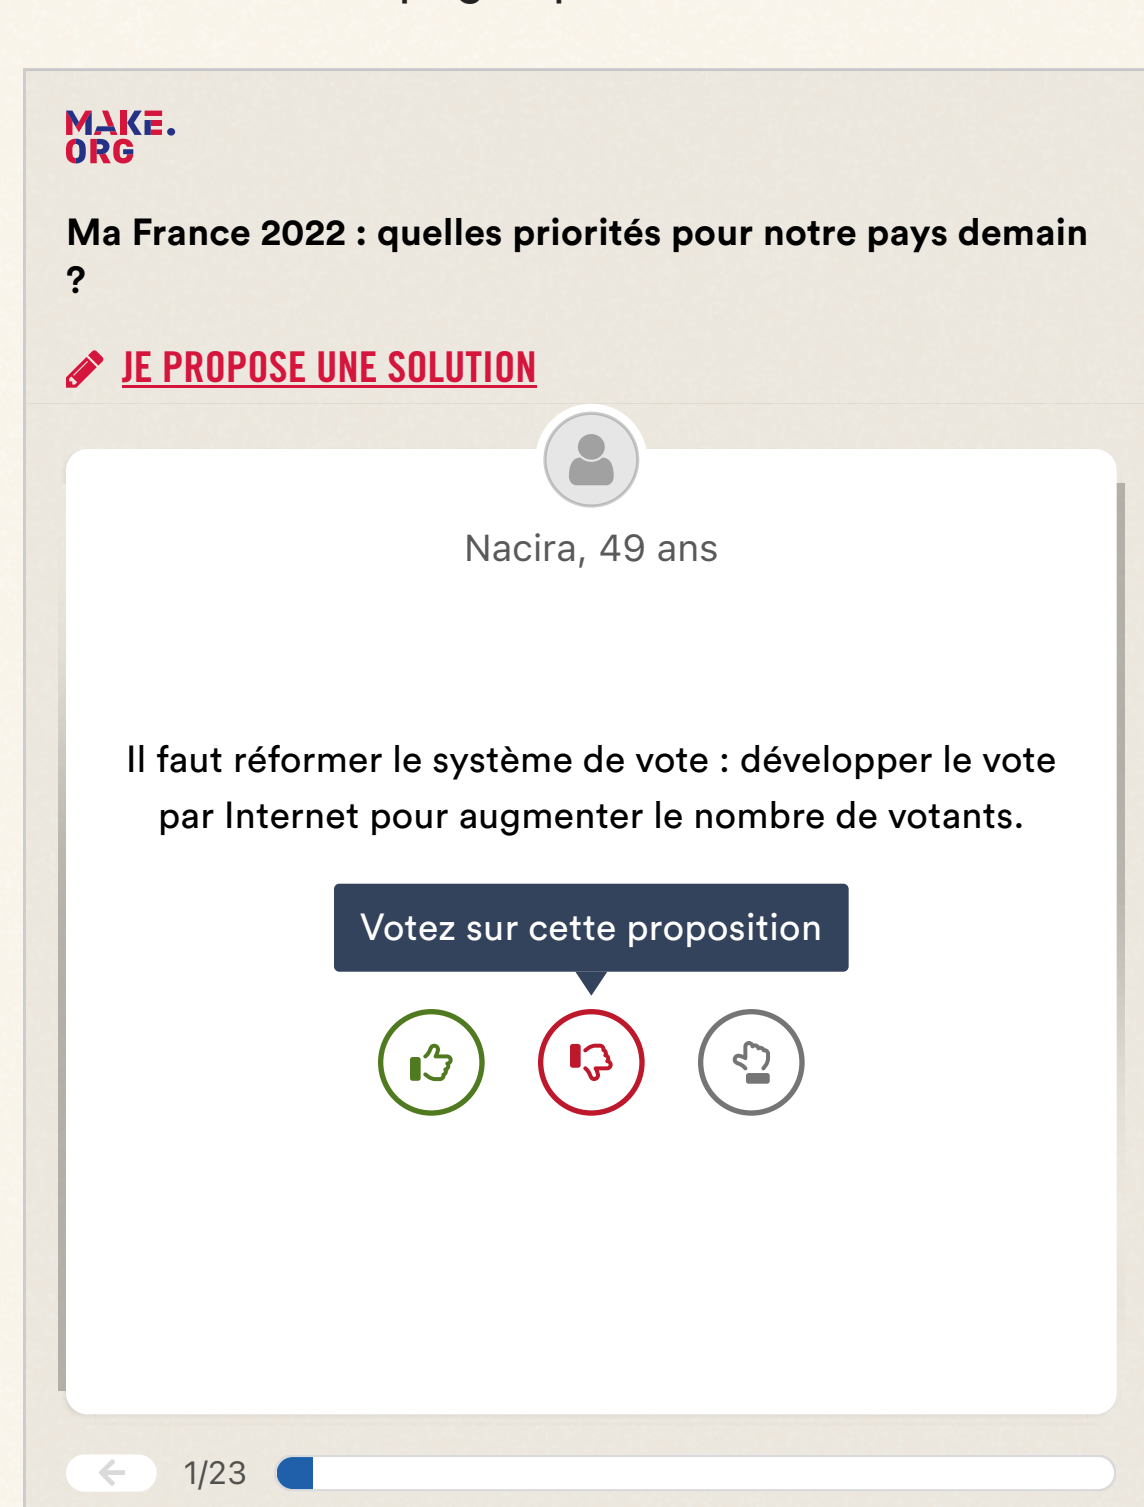 MAKE.
ORG
Ma France 2022 : quelles priorités pour notre pays demain
?
JE PROPOSE UNE SOLUTION
Nacira, 49 ans
Il faut réformer le système de vote : développer le vote
par Internet pour augmenter le nombre de votants.
Votez sur cette proposition
1/23